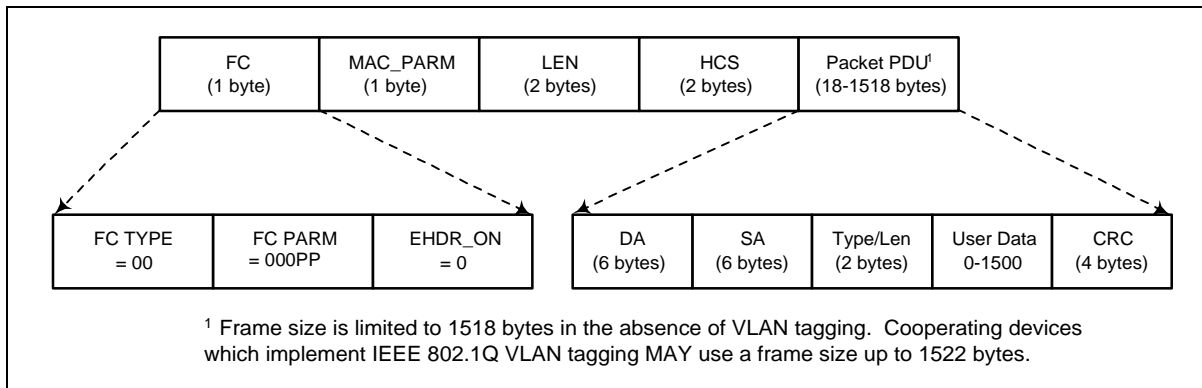 FC
(1 byte)
MAC_PARM
(1 byte)
LEN
(2 bytes)
HCS
(2 bytes)
Packet PDU¹
(18-1518 bytes)
FC TYPE
= 00
FC PARM
= 000PP
EHDR_ON
= 0
DA
(6 bytes)
SA
(6 bytes)
Type/Len
(2 bytes)
User Data
0-1500
CRC
(4 bytes)
¹ Frame size is limited to 1518 bytes in the absence of VLAN tagging.  Cooperating devices
which implement IEEE 802.1Q VLAN tagging MAY use a frame size up to 1522 bytes.